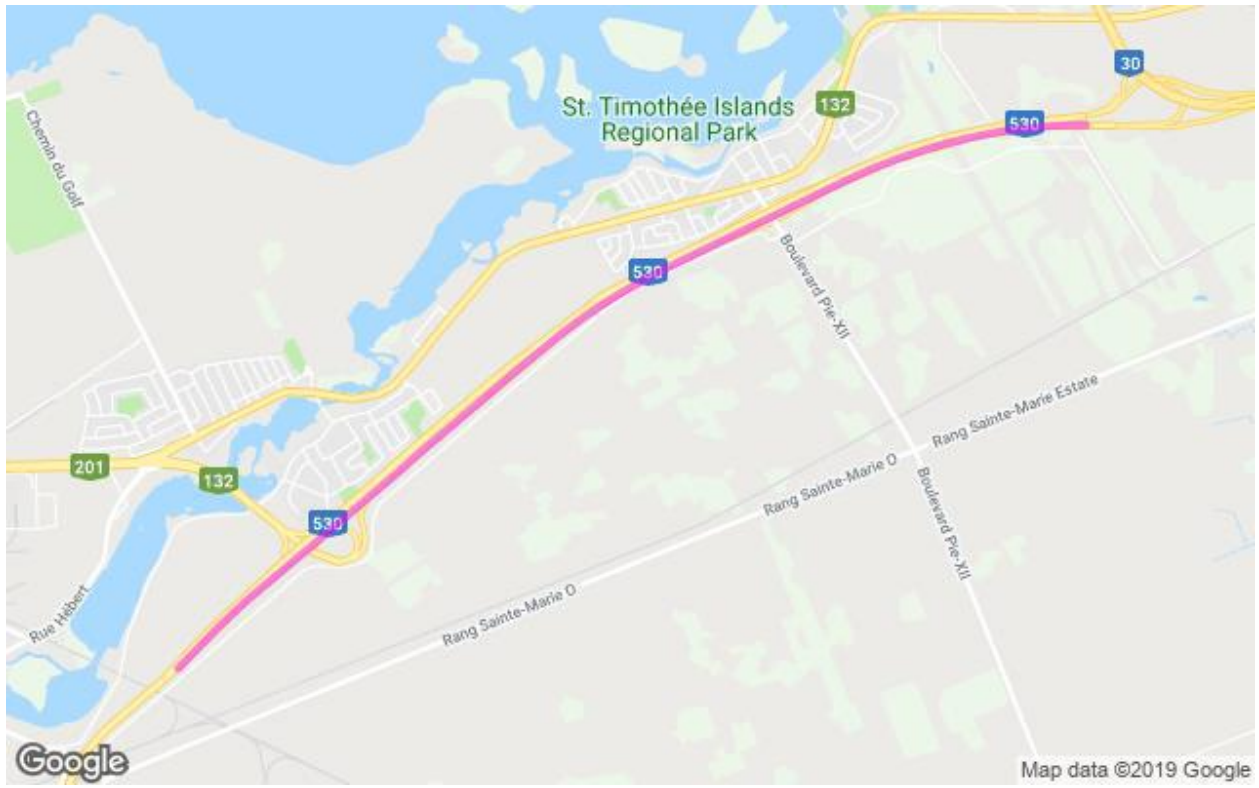 30
132
St. Timothée Islands
Regional Park
530
Chemin du Golf
530
Boulevard Pie-XII
Rang Sainte-Marie Estate
201
132
Rang Sainte-Marie O
Boulevard Pie-XII
530
Rang Sainte-Marie O
Rue Hébert
Google
Map data ©2019 Google